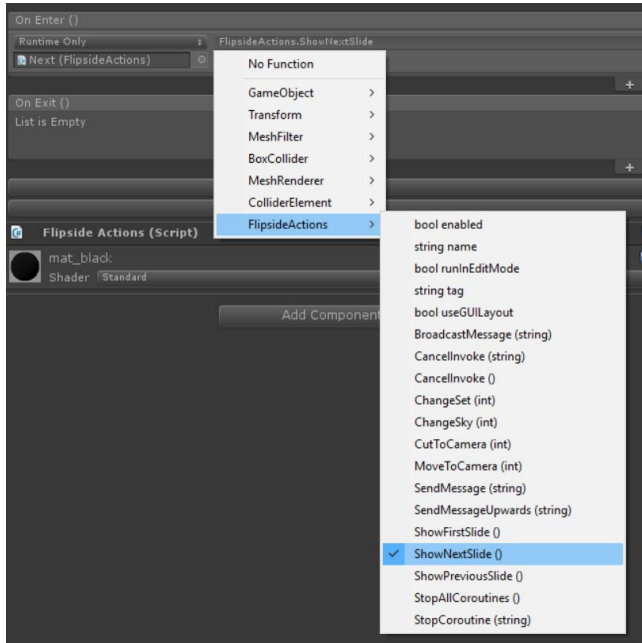 On Enter ()
Runtime Only FlipsideActions.ShowNextSlide
Next (FlipsideActions)
No Function
GameObject
Transform
MeshFilter
BoxCollider
MeshRenderer
ColliderElement
FlipsideActions
+
On Exit ()
List is Empty
+
Flipside Actions (Script)
mat_black
Shader Standard
Add Component
bool enabled
string name
bool runInEditMode
string tag
bool useGUILayout
BroadcastMessage (string)
CancelInvoke (string)
CancelInvoke ()
ChangeSet (int)
ChangeSky (int)
CutToCamera (int)
MoveToCamera (int)
SendMessage (string)
SendMessageUpwards (string)
ShowFirstSlide ()
ShowNextSlide ()
ShowPreviousSlide ()
StopAllCoroutines ()
StopCoroutine (string)